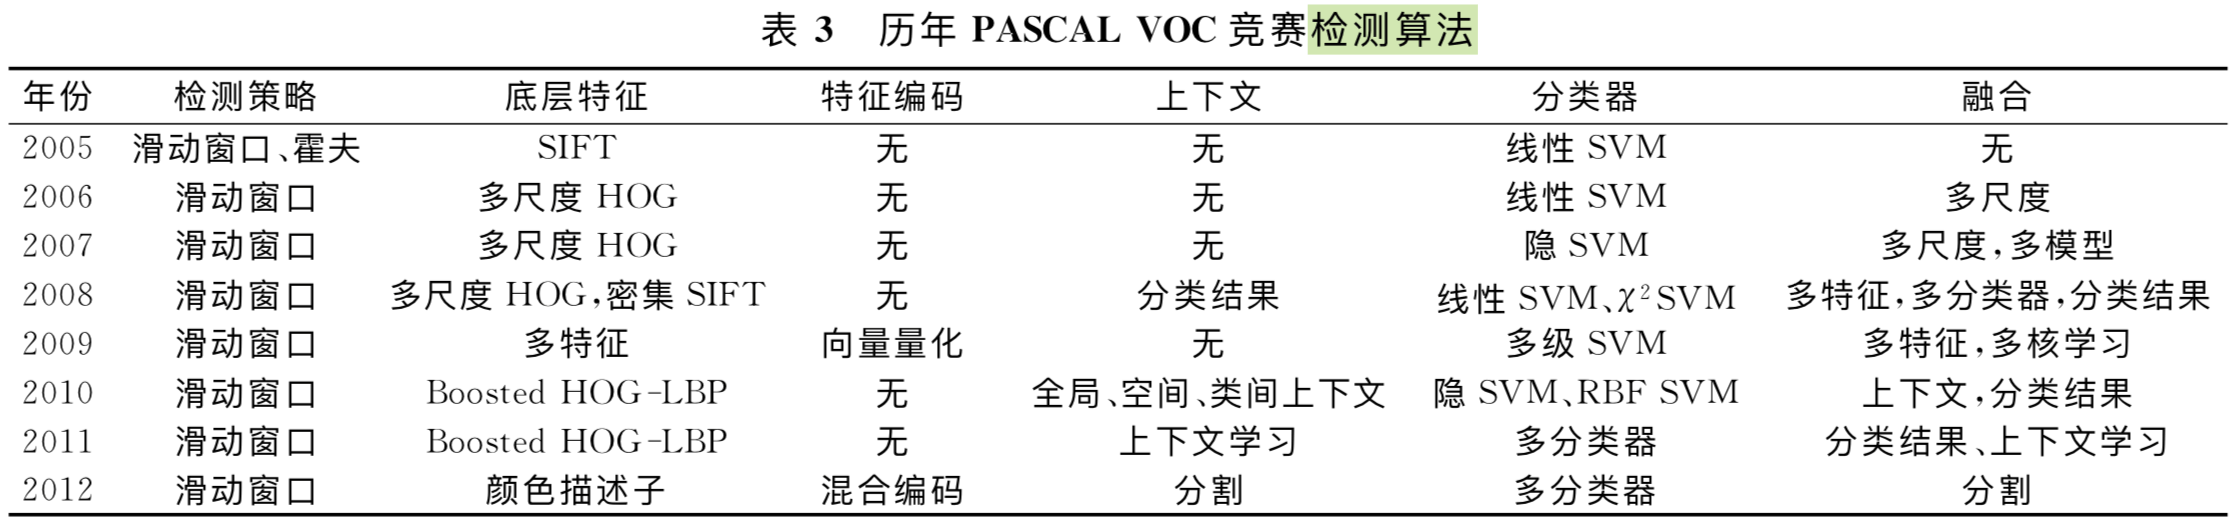 表 3 历年 PASCAL VOC 竞赛检测算法
年份 检测策略 底层特征 特征编码 上下文 分类器 融合
2005 滑动窗口、霍夫 SIFT 无 无 线性 SVM 无
2006 滑动窗口 多尺度 HOG 无 无 线性 SVM 多尺度
2007 滑动窗口 多尺度 HOG 无 无 隐 SVM 多尺度,多模型
2008 滑动窗口 多尺度 HOG,密集 SIFT 无 分类结果 线性 SVM、χ²SVM 多特征,多分类器,分类结果
2009 滑动窗口 多特征 向量量化 无 多级 SVM 多特征,多核学习
2010 滑动窗口 Boosted HOG-LBP 无 全局、空间、类间上下文 隐 SVM、RBF SVM 上下文,分类结果
2011 滑动窗口 Boosted HOG-LBP 无 上下文学习 多分类器 分类结果、上下文学习
2012 滑动窗口 颜色描述子 混合编码 分割 多分类器 分割